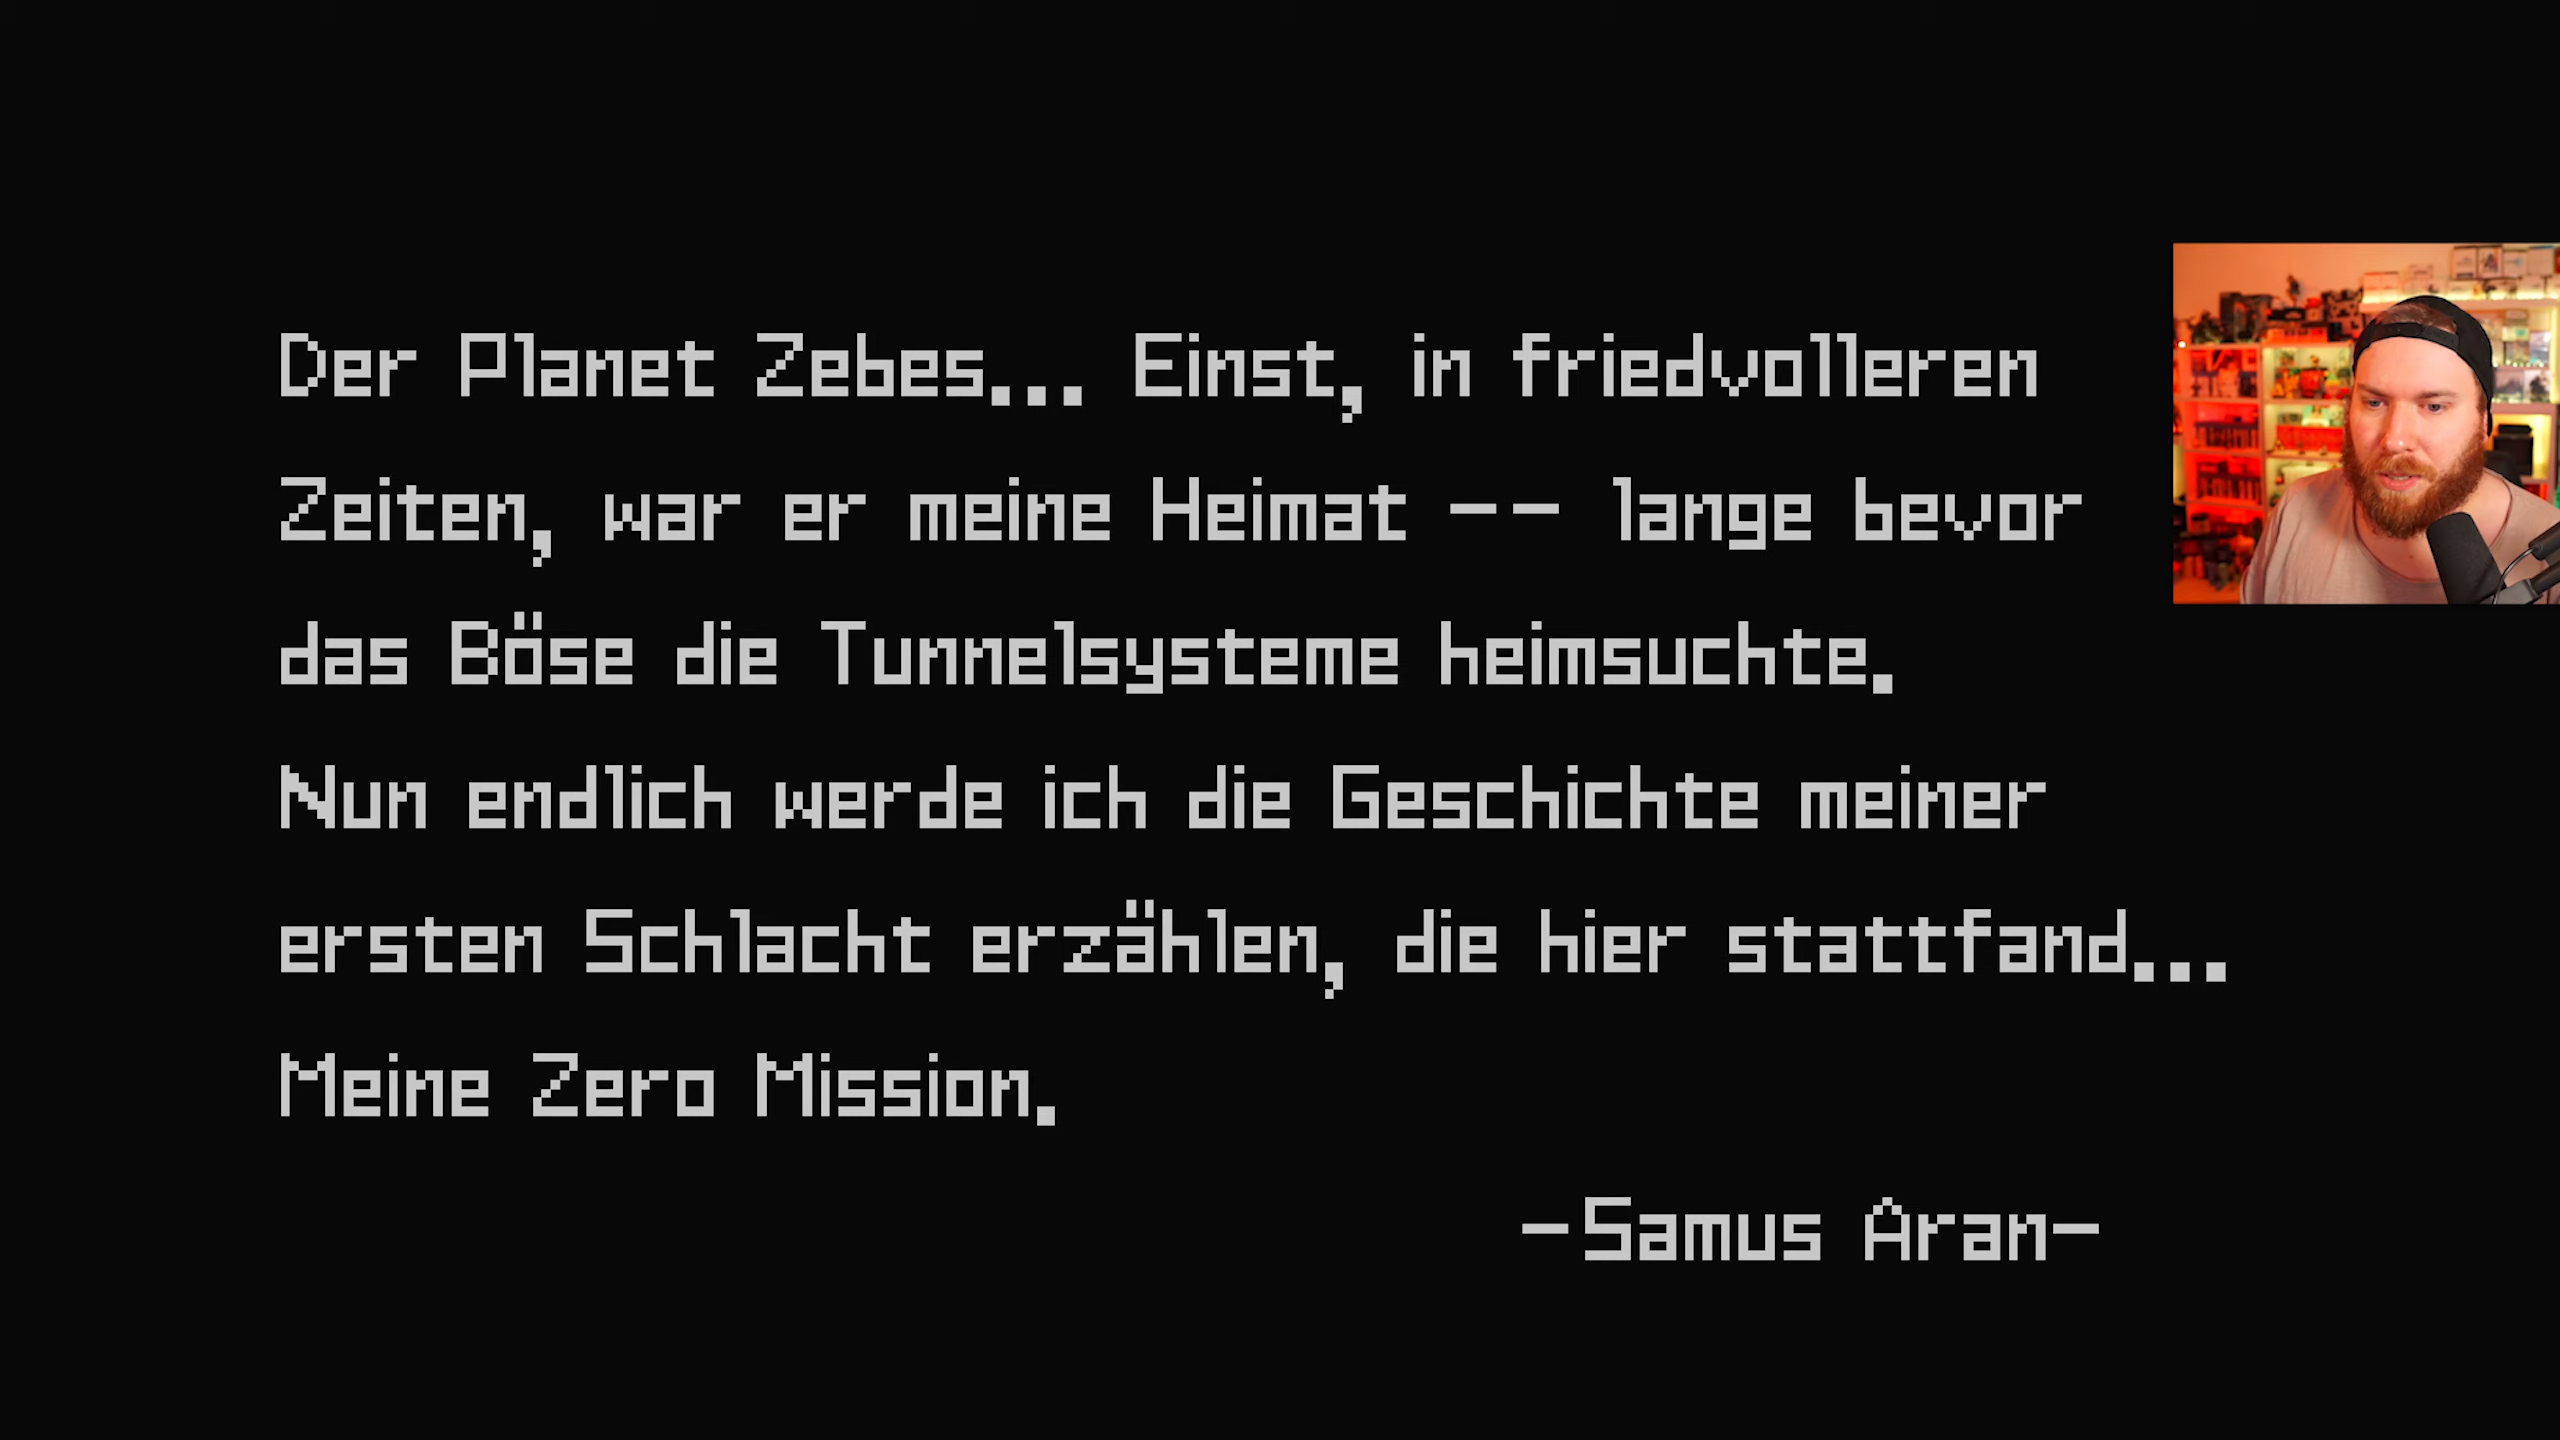 Der Planet Zebes... Einst, in friedvolleren
Zeiten, war er meine Heimat -- lange bevor
das Böse die Tunnelsysteme heimsuchte.
Nun endlich werde ich die Geschichte meiner
ersten Schlacht erzählen, die hier stattfand...
Meine Zero Mission.
-Samus Aran-